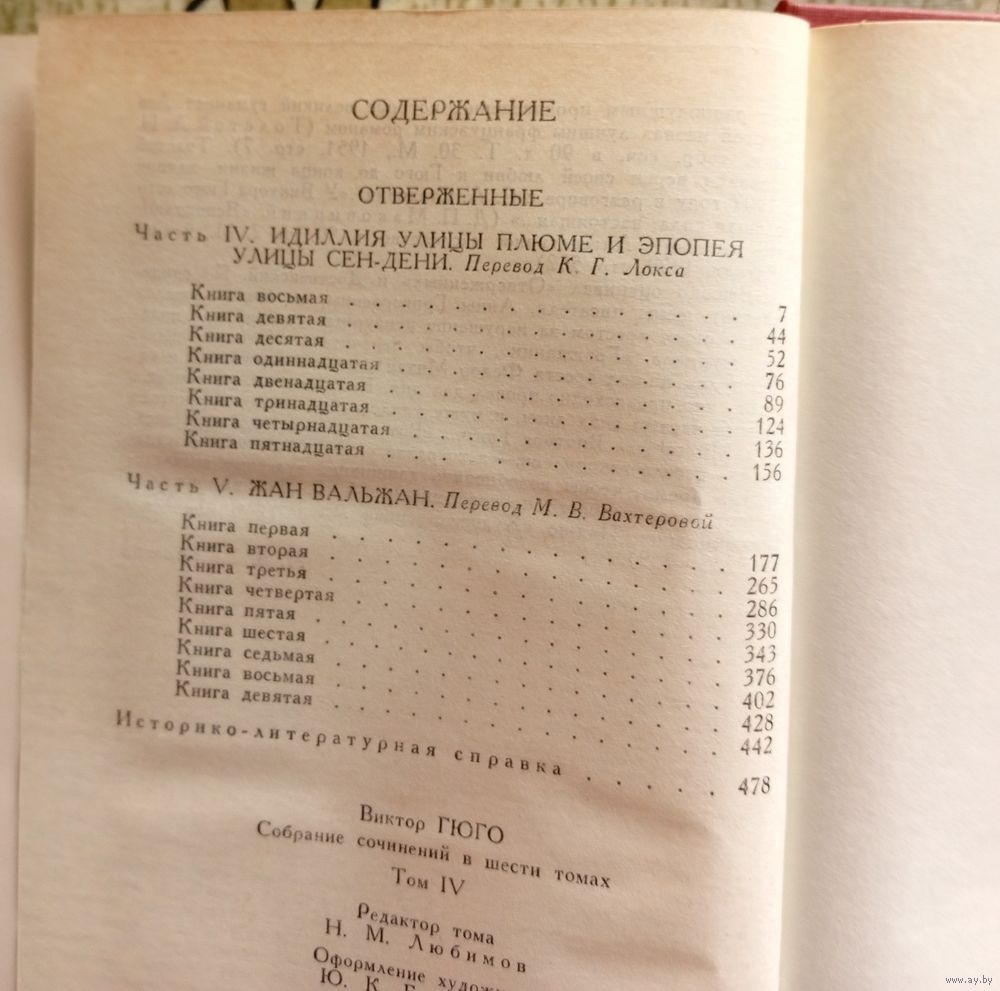 СОДЕРЖАНИЕ
ОТВЕРЖЕННЫЕ
Часть IV. ИДИЛЛИЯ УЛИЦЫ ПЛЮМЕ И ЭПОПЕЯ
УЛИЦЫ СЕН-ДЕНИ. Перевод К. Г. Локса
Книга восьмая . . . . . . . . . . . . . . . . 7
Книга девятая . . . . . . . . . . . . . . . . 44
Книга десятая . . . . . . . . . . . . . . . . 52
Книга одиннадцатая . . . . . . . . . . . . . . 76
Книга двенадцатая . . . . . . . . . . . . . . 89
Книга тринадцатая . . . . . . . . . . . . . . 124
Книга четырнадцатая . . . . . . . . . . . . . 136
Книга пятнадцатая . . . . . . . . . . . . . . 156
Часть V. ЖАН ВАЛЬЖАН. Перевод М. В. Вахтеровой
Книга первая . . . . . . . . . . . . . . . . 177
Книга вторая . . . . . . . . . . . . . . . . 265
Книга третья . . . . . . . . . . . . . . . . 286
Книга четвертая . . . . . . . . . . . . . . . 330
Книга пятая . . . . . . . . . . . . . . . . . 343
Книга шестая . . . . . . . . . . . . . . . . 376
Книга седьмая . . . . . . . . . . . . . . . . 402
Книга восьмая . . . . . . . . . . . . . . . . 428
Книга девятая . . . . . . . . . . . . . . . . 442
Историко-литературная справка . . . . . . 478
Виктор ГЮГО
Собрание сочинений в шести томах
Том IV
Редактор тома
Н. М. Любимов
Оформление
Ю. К.
www.ay.by